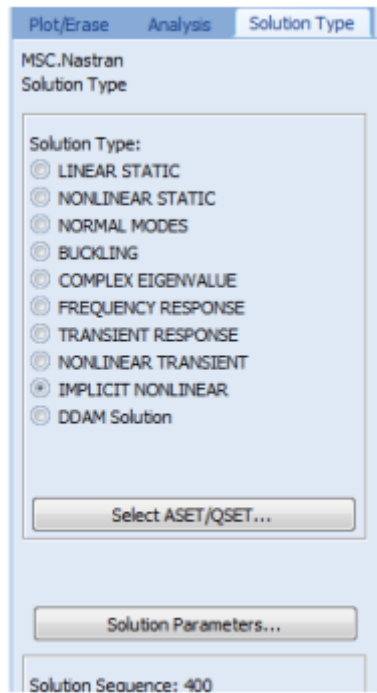 Plot/Erase Analysis Solution Type
MSC.Nastran
Solution Type
Solution Type:
LINEAR STATIC
NONLINEAR STATIC
NORMAL MODES
BUCKLING
COMPLEX EIGENVALUE
FREQUENCY RESPONSE
TRANSIENT RESPONSE
NONLINEAR TRANSIENT
IMPLICIT NONLINEAR
DDAM Solution
Select ASET/QSET...
Solution Parameters...
Solution Sequence: 400